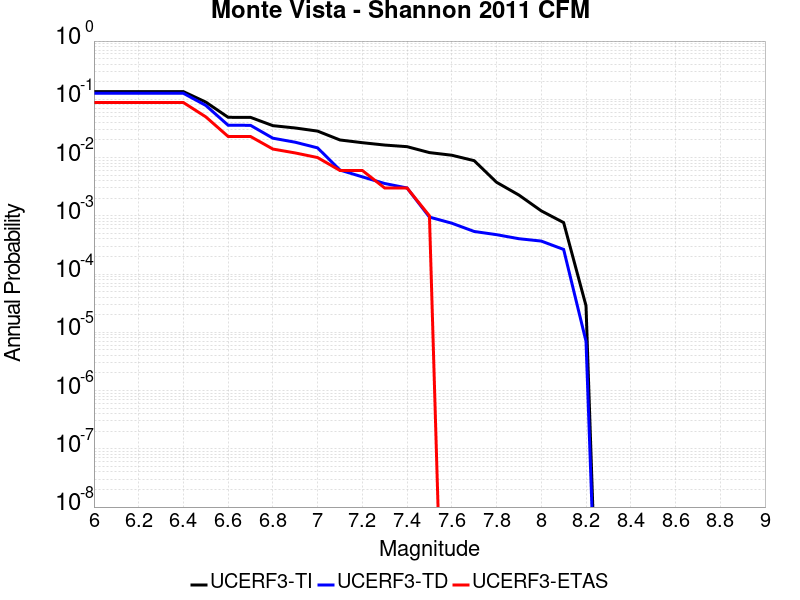 Monte Vista - Shannon 2011 CFM
10^0
10^-1
10^-2
10^-3
10^-4
10^-5
10^-6
10^-7
10^-8
Annual Probability
6 6.2 6.4 6.6 6.8 7 7.2 7.4 7.6 7.8 8 8.2 8.4 8.6 8.8 9
Magnitude
UCERF3-TI UCERF3-TD UCERF3-ETAS